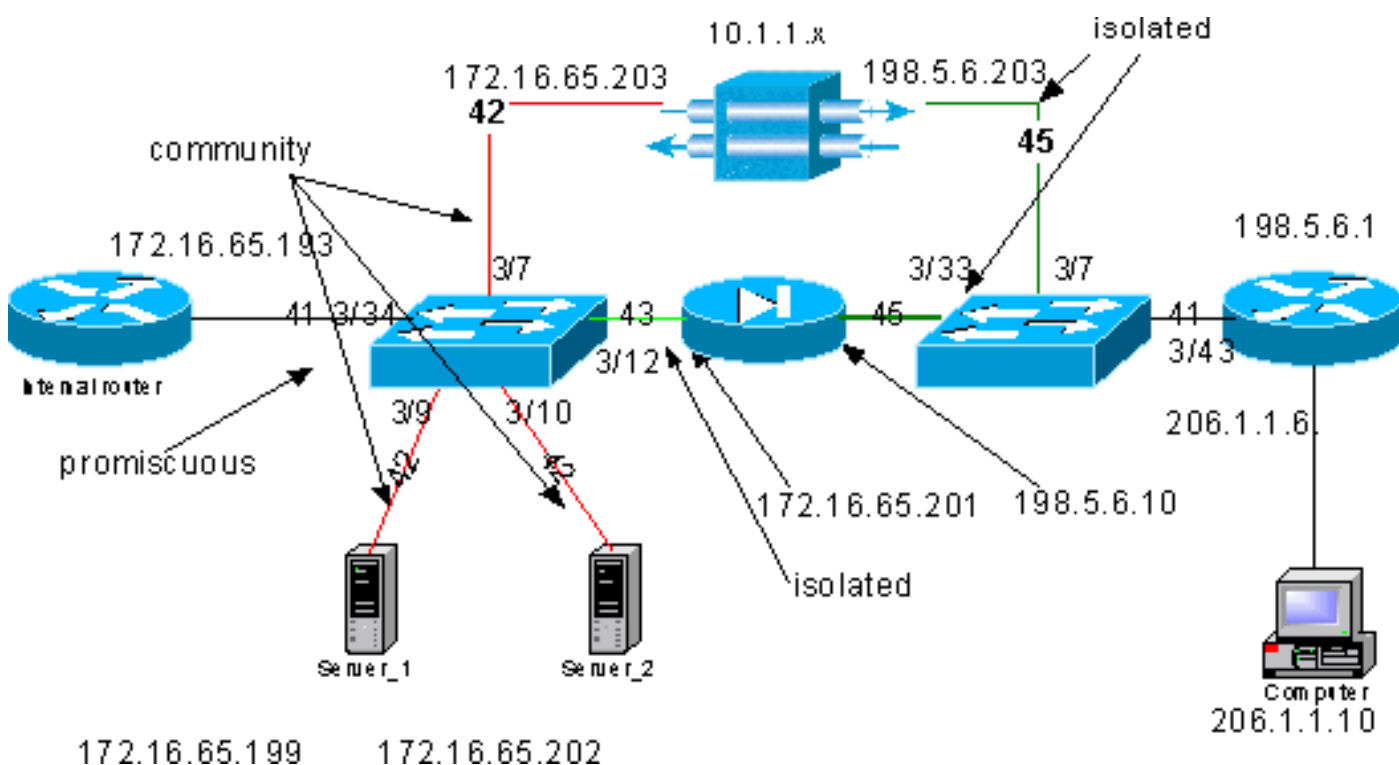 10.1.1.x
isolated
172.16.65.203
198.5.6.203
42
45
community
172.16.65.193
198.5.6.1
3/7
3/33
3/7
41
3/34
43
45
41
3/12
3/43
Internal router
3/9
3/10
206.1.1.6.
promiscuous
42
42
172.16.65.201
198.5.6.10
isolated
Server_1
Server_2
Computer
206.1.1.10
172.16.65.199
172.16.65.202